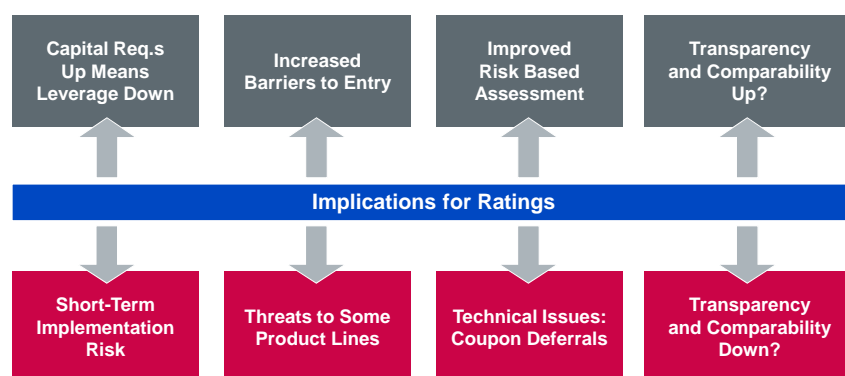 Capital Req.s
Up Means
Leverage Down
Increased
Barriers to Entry
Improved
Risk Based
Assessment
Transparency
and Comparability
Up?
Implications for Ratings
Short-Term
Implementation
Risk
Threats to Some
Product Lines
Technical Issues:
Coupon Deferrals
Transparency
and Comparability
Down?